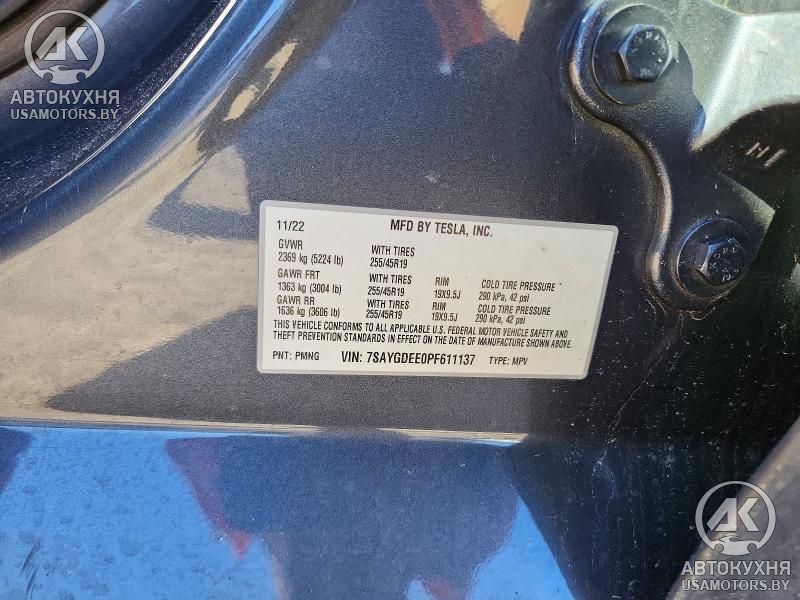 АК
АВТОКУХНЯ
USAMOTORS.BY
HI
11/22 MFD BY TESLA, INC.
GVWR WITH TIRES
2369 kg (5224 lb) 255/45R19
GAWR FRT WITH TIRES RIM COLD TIRE PRESSURE
1363 kg (3004 lb) 255/45R19 19X9.5J 290 kPa, 42 psi
GAWR RR WITH TIRES RIM COLD TIRE PRESSURE
1636 kg (3606 lb) 255/45R19 19X9.5J 290 kPa, 42 psi
THIS VEHICLE CONFORMS TO ALL APPLICABLE U.S. FEDERAL MOTOR VEHICLE SAFETY AND
THEFT PREVENTION STANDARDS IN EFFECT ON THE DATE OF MANUFACTURE SHOWN ABOVE.
PNT: PMNG VIN: 7SAYGDEE0PF611137 TYPE: MPV
АК
АВТОКУХНЯ
USAMOTORS.BY